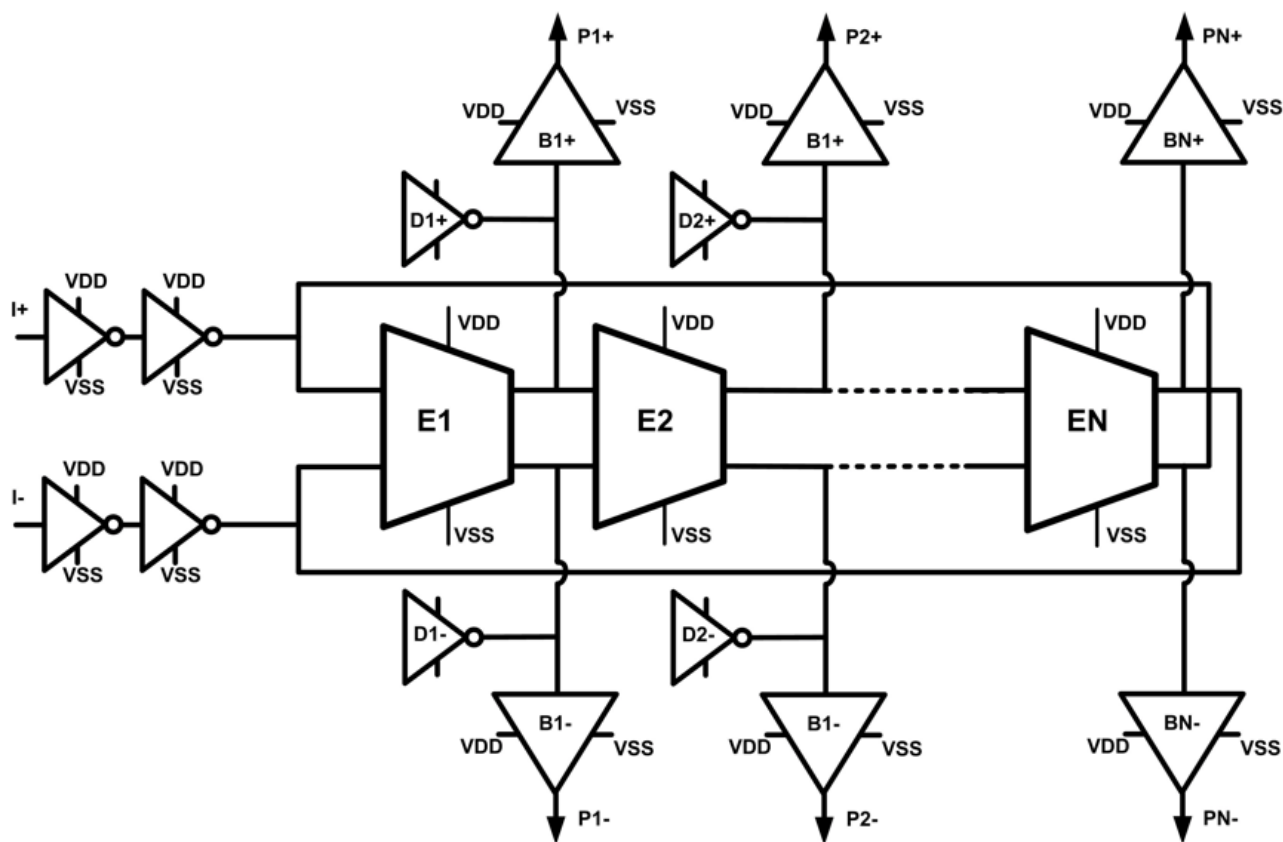 P1+ P2+ PN+
VDD VSS VDD VSS VDD VSS
B1+ B1+ BN+
D1+ D2+
VDD VDD
I+
VDD VDD VDD
VSS VSS
E1 E2 EN
VDD VDD
I-
VSS VSS VSS
VSS VSS
D1- D2-
B1- B1- BN-
VDD VSS VDD VSS VDD VSS
P1- P2- PN-